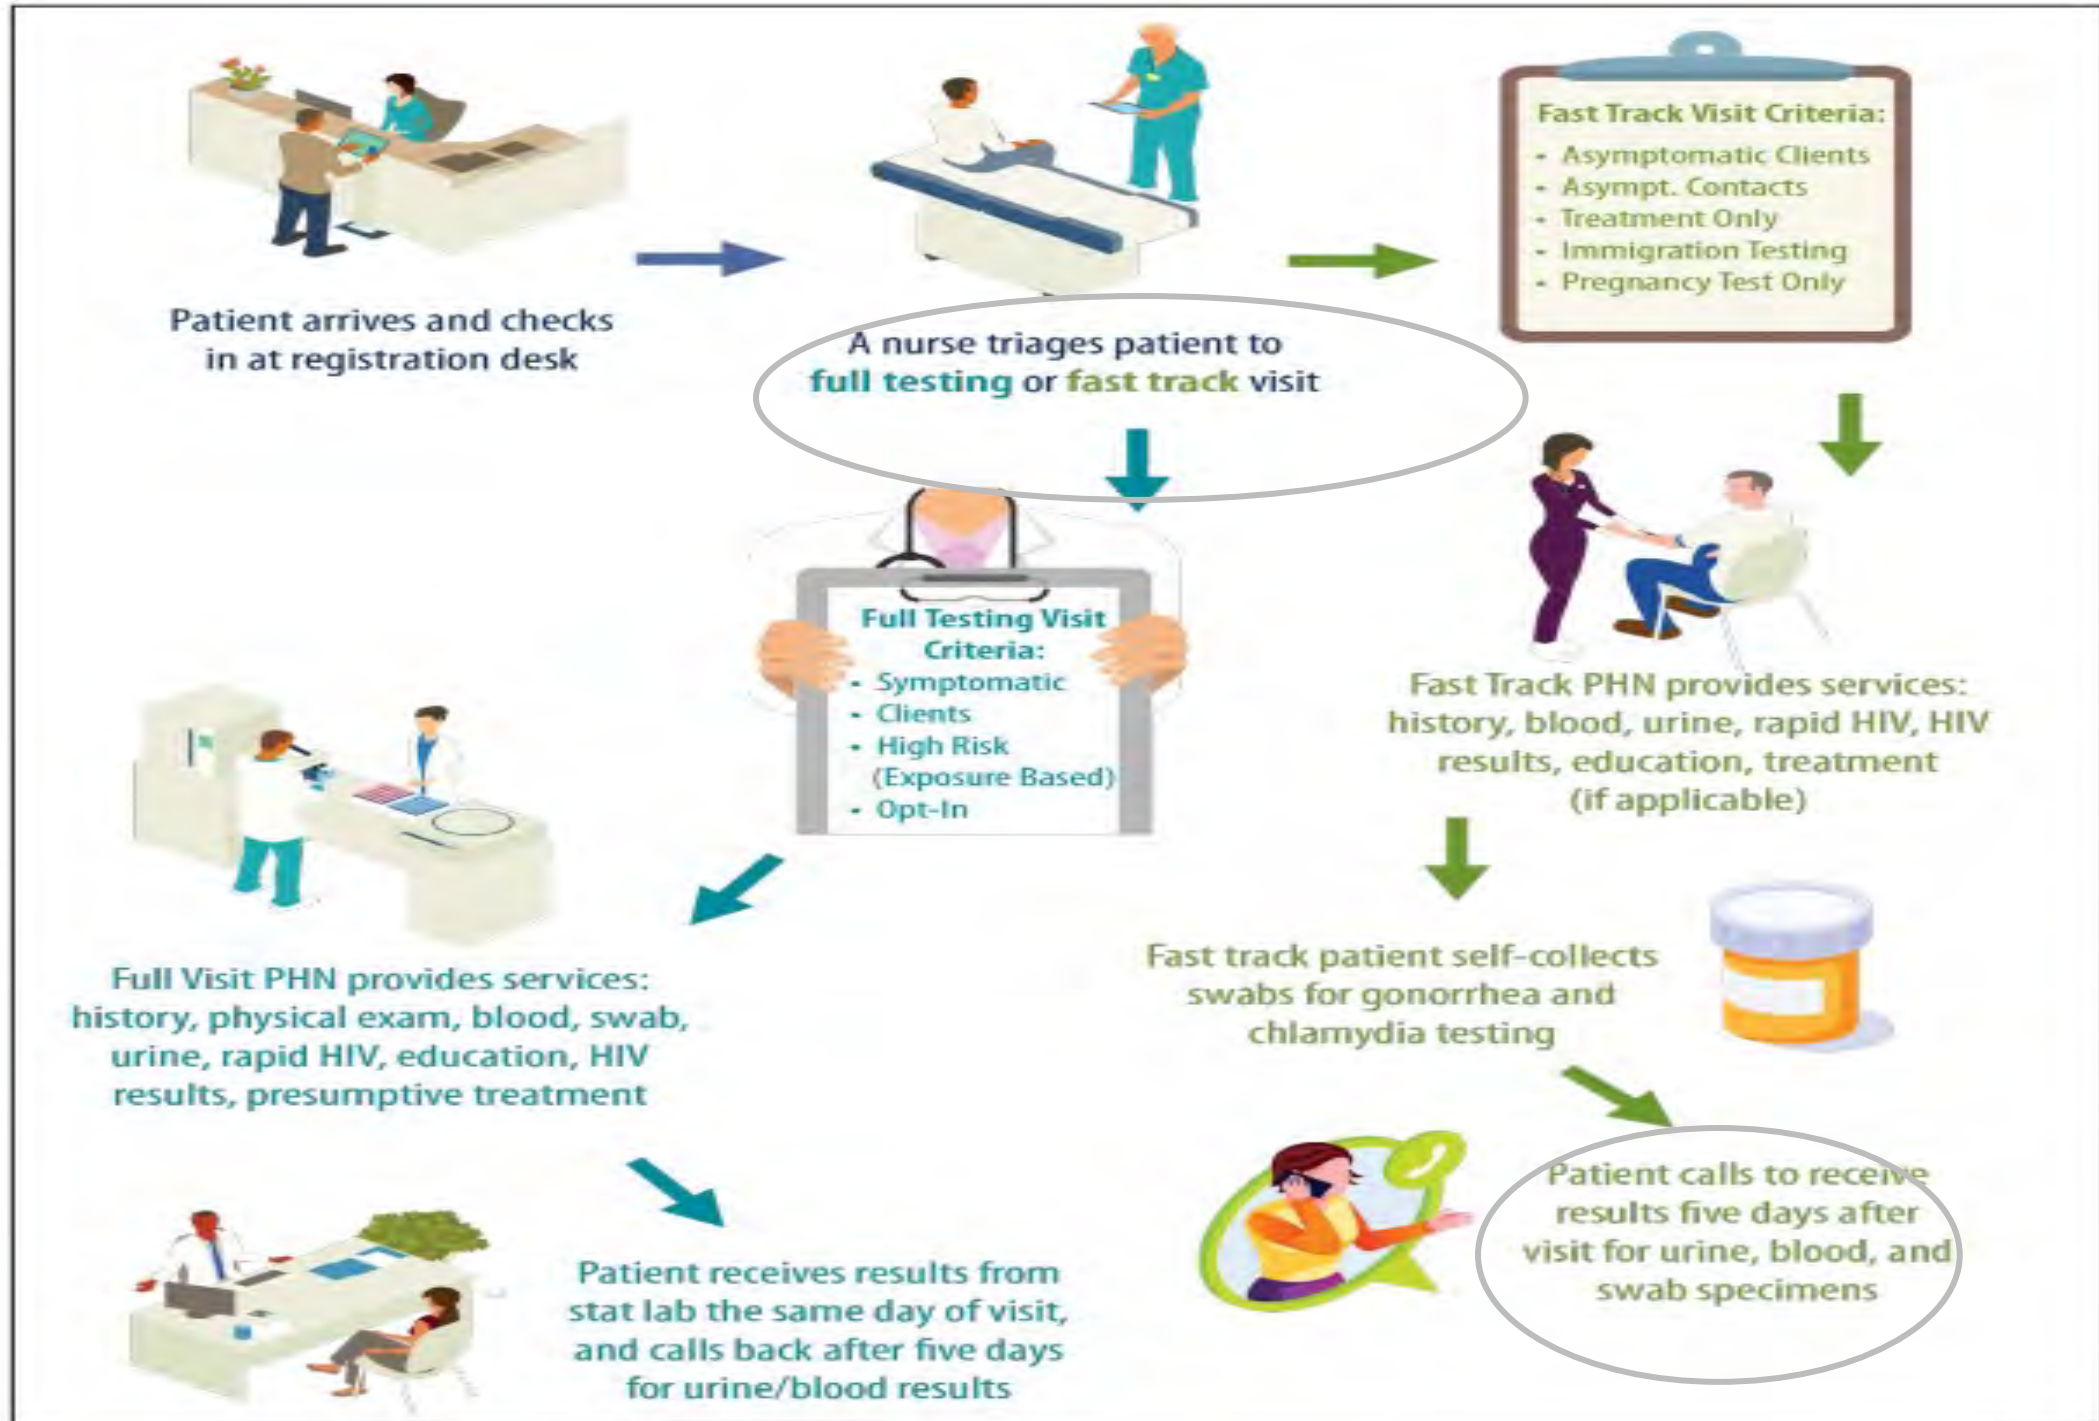 Patient arrives and checks
in at registration desk
A nurse triages patient to
full testing or fast track visit
Fast Track Visit Criteria:
• Asymptomatic Clients
• Asympt. Contacts
• Treatment Only
• Immigration Testing
• Pregnancy Test Only
Full Testing Visit
Criteria:
• Symptomatic
• Clients
• High Risk
(Exposure Based)
• Opt-In
Full Visit PHN provides services:
history, physical exam, blood, swab,
urine, rapid HIV, education, HIV
results, presumptive treatment
Patient receives results from
stat lab the same day of visit,
and calls back after five days
for urine/blood results
Fast Track PHN provides services:
history, blood, urine, rapid HIV, HIV
results, education, treatment
(if applicable)
Fast track patient self-collects
swabs for gonorrhea and
chlamydia testing
Patient calls to receive
results five days after
visit for urine, blood, and
swab specimens